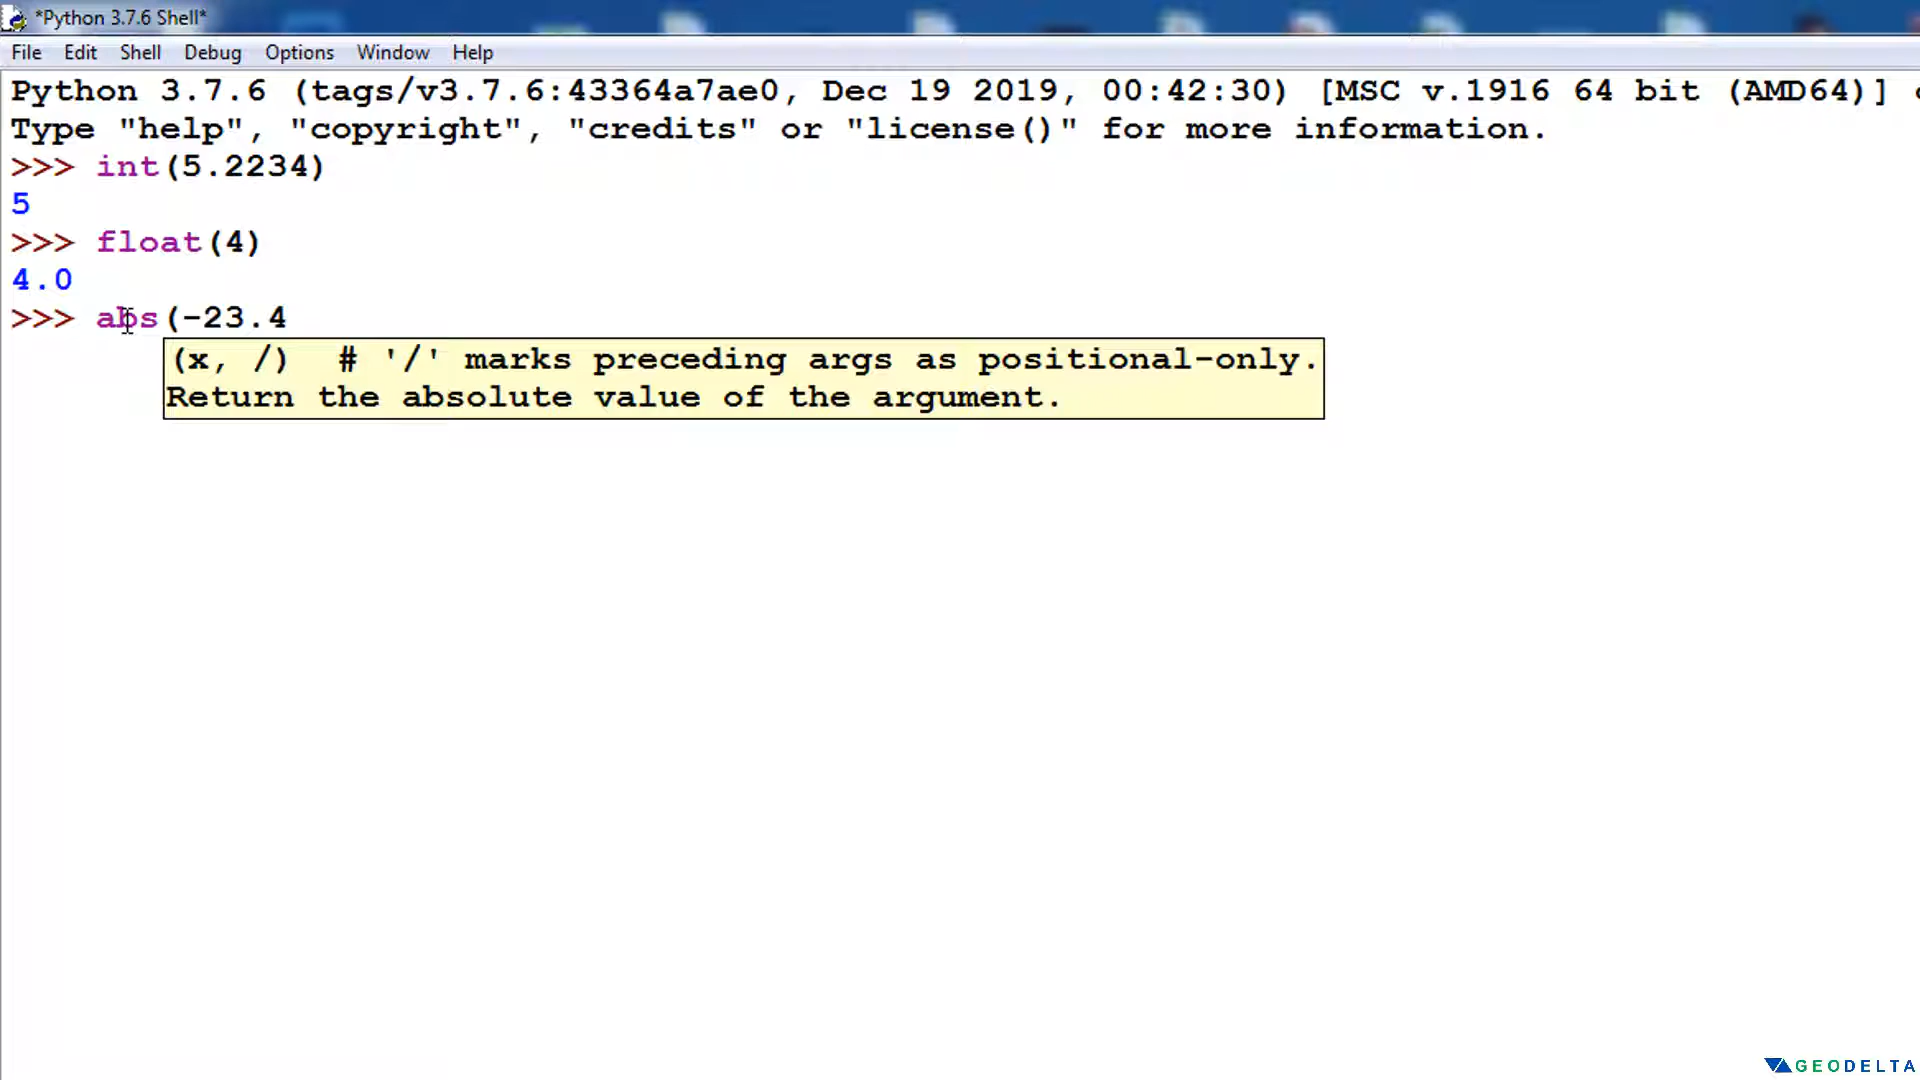 *Python 3.7.6 Shell*
File Edit Shell Debug Options Window Help
Python 3.7.6 (tags/v3.7.6:43364a7ae0, Dec 19 2019, 00:42:30) [MSC v.1916 64 bit (AMD64)]
Type "help", "copyright", "credits" or "license()" for more information.
>>> int(5.2234)
5
>>> float(4)
4.0
>>> abs(-23.4
(x, /)  # '/' marks preceding args as positional-only.
Return the absolute value of the argument.
GEODELTA